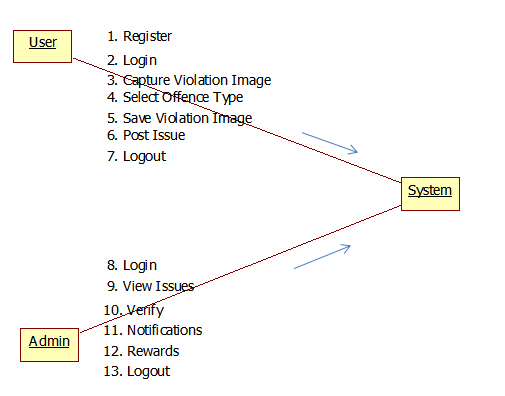 User
1. Register
2. Login
3. Capture Violation Image
4. Select Offence Type
5. Save Violation Image
6. Post Issue
7. Logout
System
8. Login
9. View Issues
10. Verify
11. Notifications
12. Rewards
13. Logout
Admin